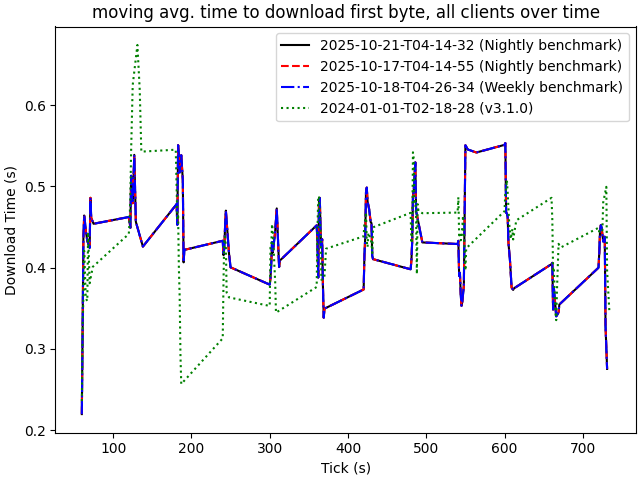 moving avg. time to download first byte, all clients over time
2025-10-21-T04-14-32 (Nightly benchmark)
2025-10-17-T04-14-55 (Nightly benchmark)
2025-10-18-T04-26-34 (Weekly benchmark)
2024-01-01-T02-18-28 (v3.1.0)
Download Time (s)
0.6
0.5
0.4
0.3
0.2
100 200 300 400 500 600 700
Tick (s)